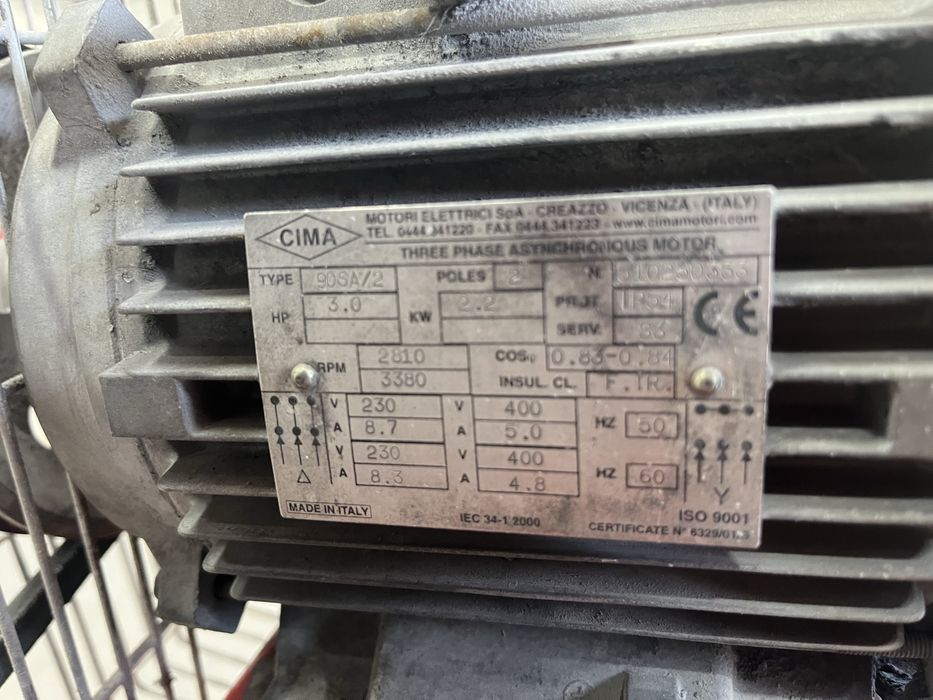 CIMA
MOTORI ELETTRICI SpA - CREAZZO - VICENZA - (ITALY)
TEL. 0444.341220 - FAX 0444.341223 - www.cimamotori.com
THREE PHASE ASYNCHRONOUS MOTOR
TYPE 90SA/2 POLES 2 N.
HP 3.0 KW 2.2 PROT. IP54
SERV. S3
CE
RPM 2810 COSφ 0.83-0.84
3380 INSUL. CL. F.TR.
V 230 V 400
A 8.7 A 5.0 HZ 50
V 230 V 400
A 8.3 A 4.8 HZ 60
△ Y
MADE IN ITALY IEC 34-1 2000 ISO 9001
CERTIFICATE N°